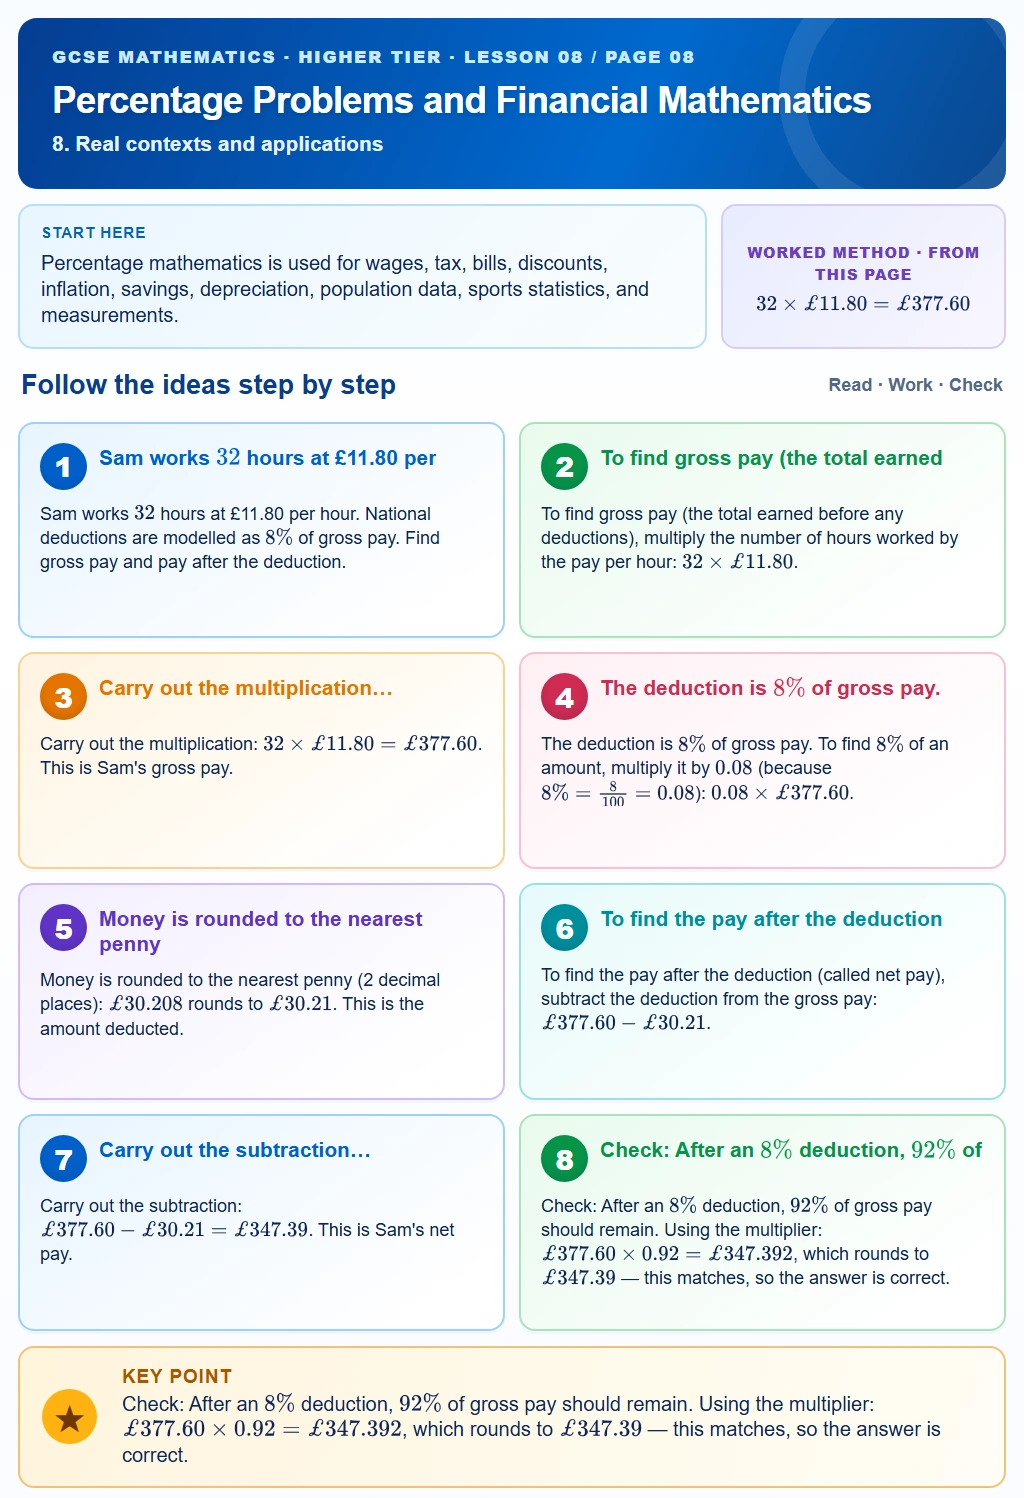 GCSE MATHEMATICS · HIGHER TIER · LESSON 08 / PAGE 08
Percentage Problems and Financial Mathematics
8. Real contexts and applications
START HERE
Percentage mathematics is used for wages, tax, bills, discounts,
inflation, savings, depreciation, population data, sports statistics, and
measurements.
WORKED METHOD · FROM
THIS PAGE
32 × £11.80 = £377.60
Follow the ideas step by step
Read · Work · Check
1
Sam works 32 hours at £11.80 per
Sam works 32 hours at £11.80 per hour. National
deductions are modelled as 8% of gross pay. Find
gross pay and pay after the deduction.
2
To find gross pay (the total earned
To find gross pay (the total earned before any
deductions), multiply the number of hours worked by
the pay per hour: 32 × £11.80.
3
Carry out the multiplication…
Carry out the multiplication: 32 × £11.80 = £377.60.
This is Sam's gross pay.
4
The deduction is 8% of gross pay.
The deduction is 8% of gross pay. To find 8% of an
amount, multiply it by 0.08 (because
8% = 8/100 = 0.08): 0.08 × £377.60.
5
Money is rounded to the nearest
penny
Money is rounded to the nearest penny (2 decimal
places): £30.208 rounds to £30.21. This is the
amount deducted.
6
To find the pay after the deduction
To find the pay after the deduction (called net pay),
subtract the deduction from the gross pay:
£377.60 − £30.21.
7
Carry out the subtraction…
Carry out the subtraction:
£377.60 − £30.21 = £347.39. This is Sam's net
pay.
8
Check: After an 8% deduction, 92% of
Check: After an 8% deduction, 92% of gross pay
should remain. Using the multiplier:
£377.60 × 0.92 = £347.392, which rounds to
£347.39 — this matches, so the answer is correct.
KEY POINT
Check: After an 8% deduction, 92% of gross pay should remain. Using the multiplier:
£377.60 × 0.92 = £347.392, which rounds to £347.39 — this matches, so the answer is
correct.